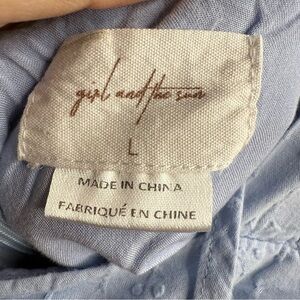 girl and the sun
L
MADE IN CHINA
FABRIQUÉ EN CHINE